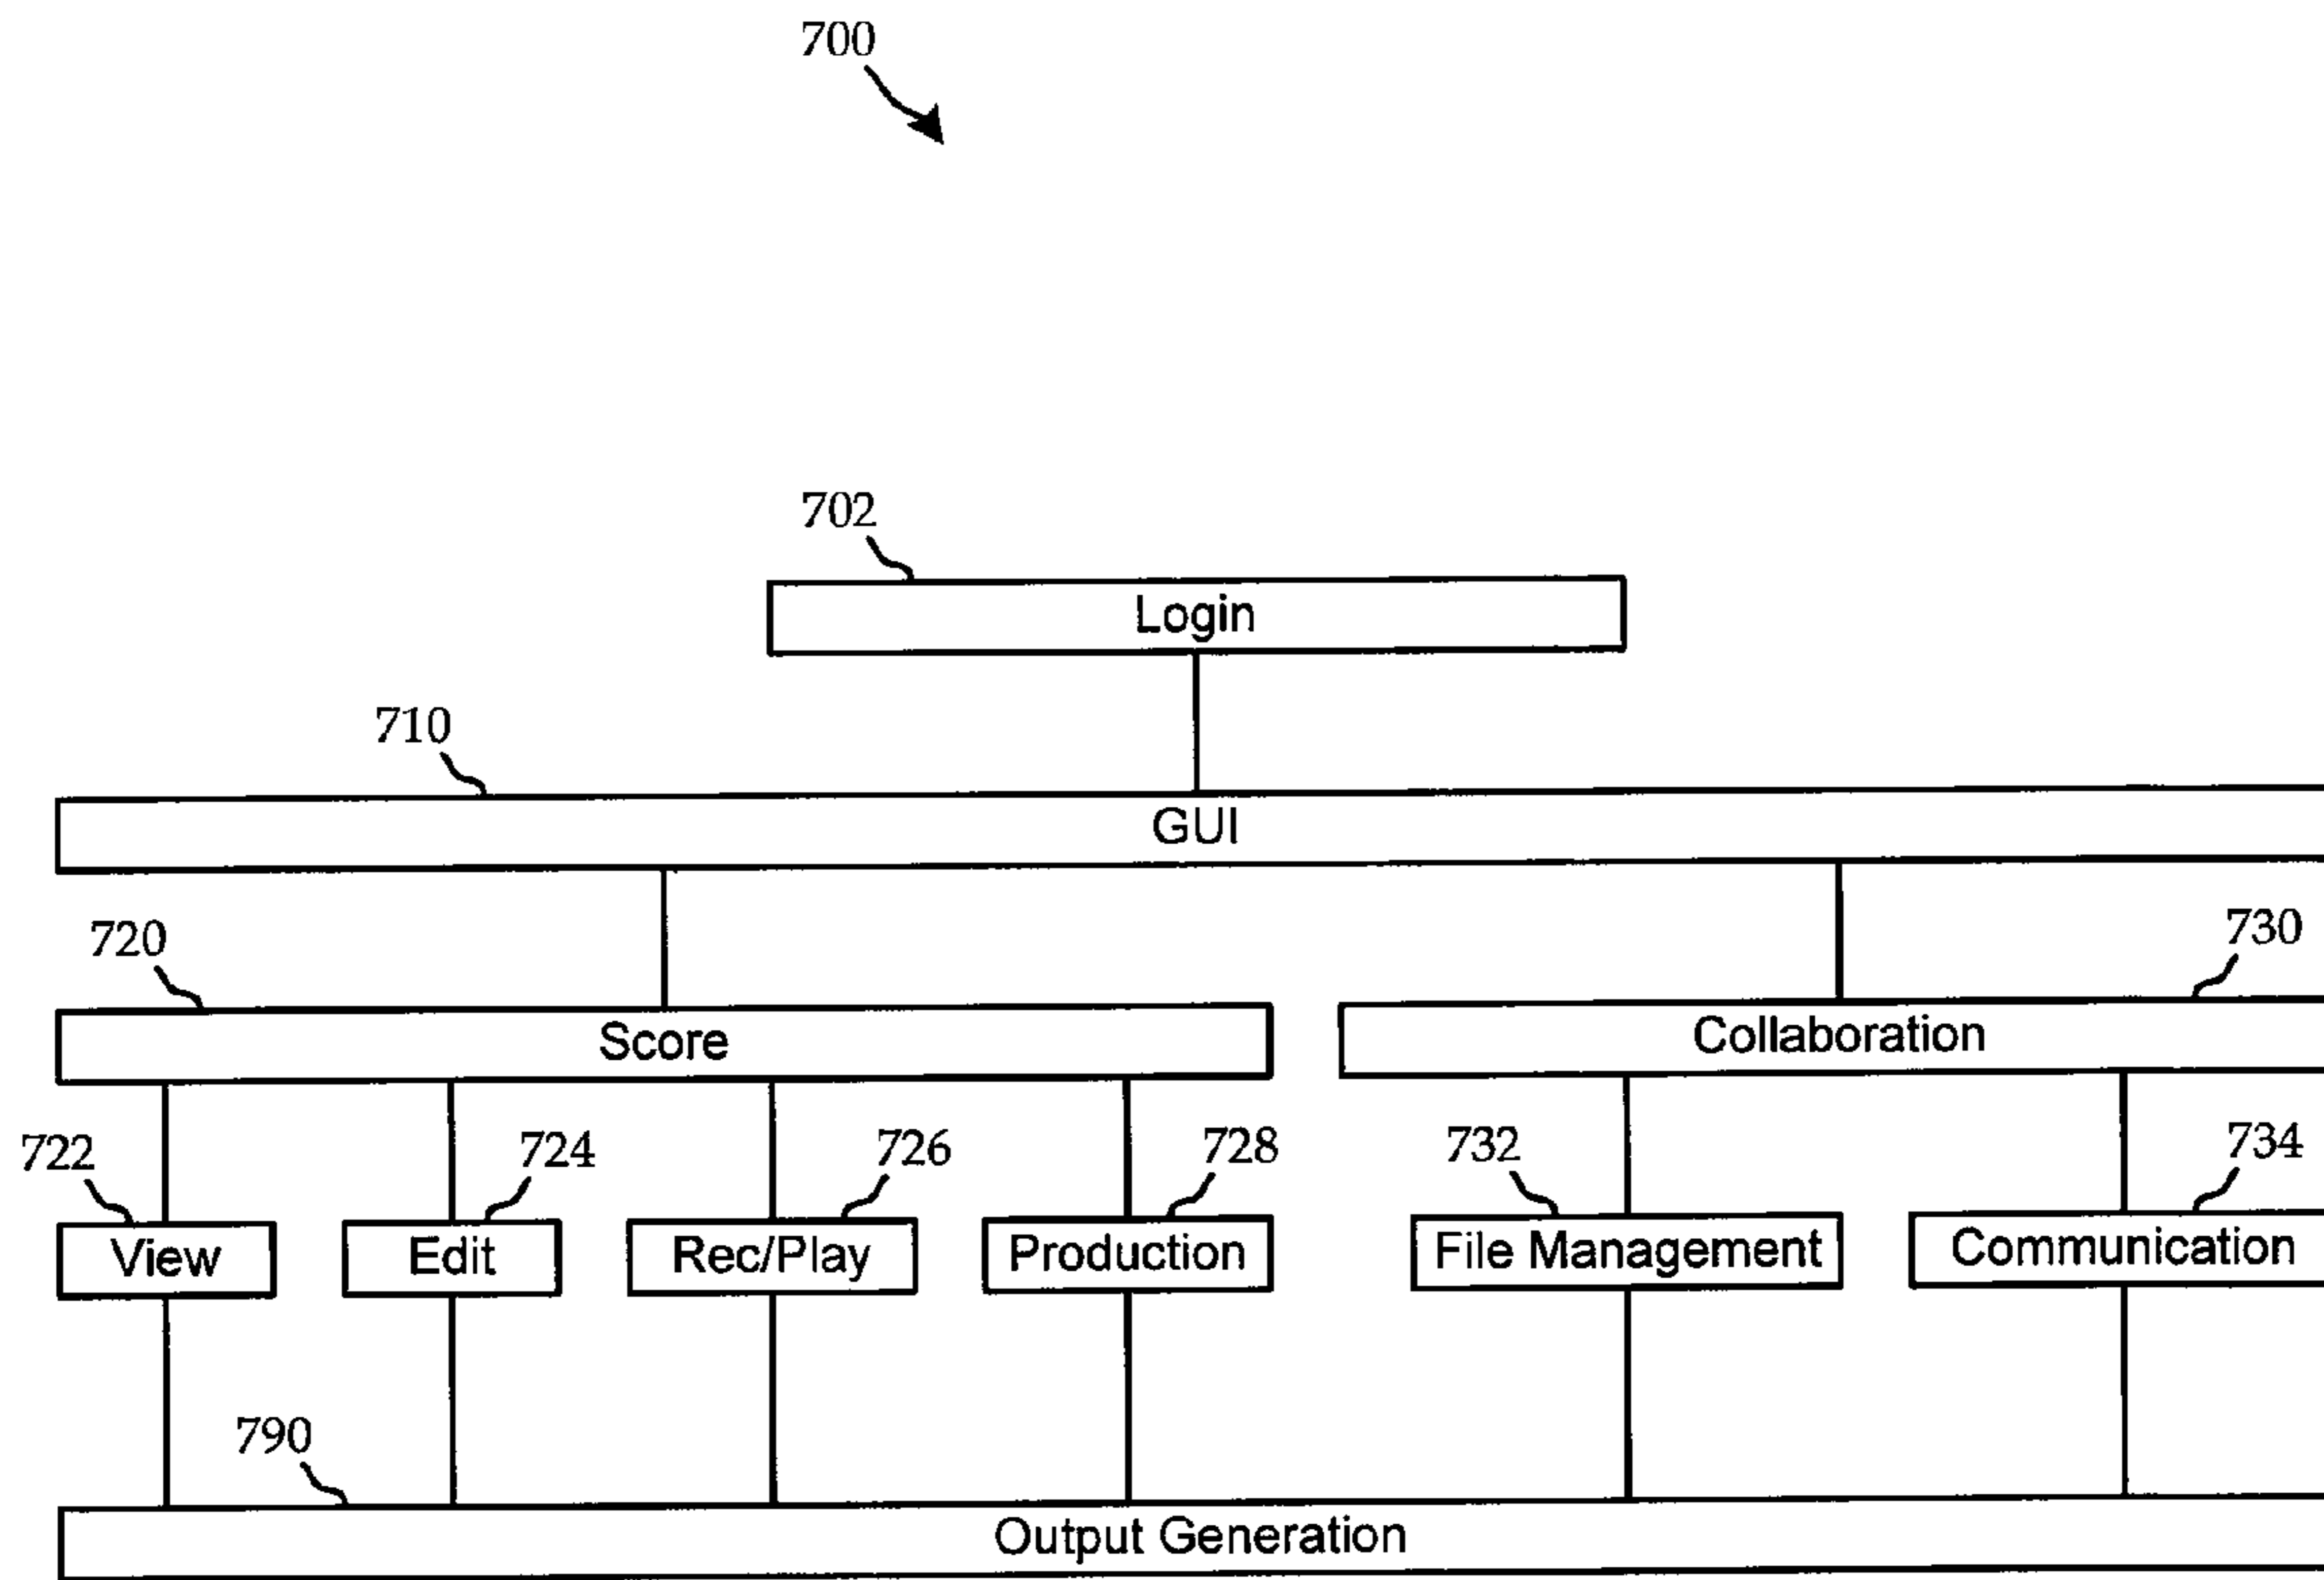 700
702
Login
710
GUI
720
730
Score
Collaboration
722
724
726
728
732
734
View
Edit
Rec/Play
Production
File Management
Communication
790
Output Generation